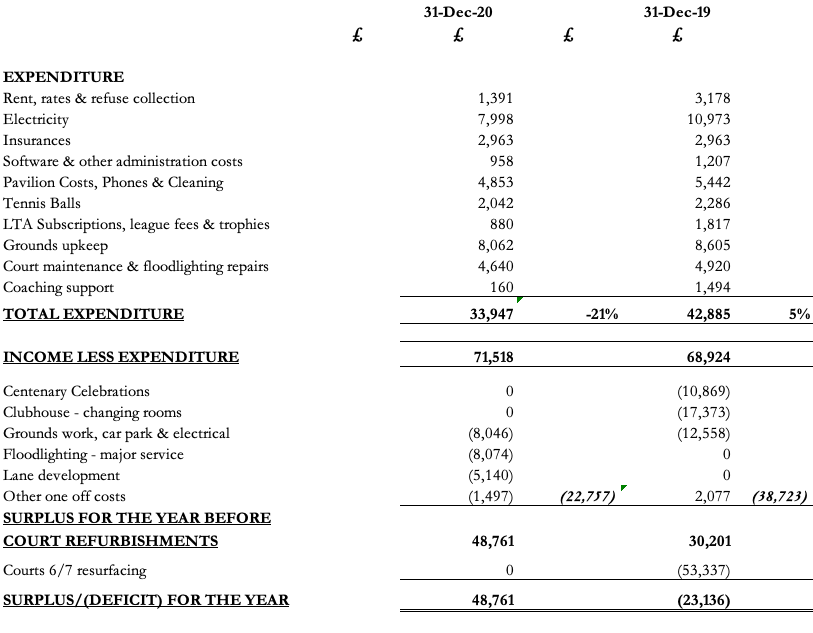 31-Dec-20 31-Dec-19
£ £ £ £
EXPENDITURE
Rent, rates & refuse collection 1,391 3,178
Electricity 7,998 10,973
Insurances 2,963 2,963
Software & other administration costs 958 1,207
Pavilion Costs, Phones & Cleaning 4,853 5,442
Tennis Balls 2,042 2,286
LTA Subscriptions, league fees & trophies 880 1,817
Grounds upkeep 8,062 8,605
Court maintenance & floodlighting repairs 4,640 4,920
Coaching support 160 1,494
TOTAL EXPENDITURE 33,947 -21% 42,885 5%
INCOME LESS EXPENDITURE 71,518 68,924
Centenary Celebrations 0 (10,869)
Clubhouse - changing rooms 0 (17,373)
Grounds work, car park & electrical (8,046) (12,558)
Floodlighting - major service (8,074) 0
Lane development (5,140) 0
Other one off costs (1,497) (22,757) 2,077 (38,723)
SURPLUS FOR THE YEAR BEFORE
COURT REFURBISHMENTS 48,761 30,201
Courts 6/7 resurfacing 0 (53,337)
SURPLUS/(DEFICIT) FOR THE YEAR 48,761 (23,136)